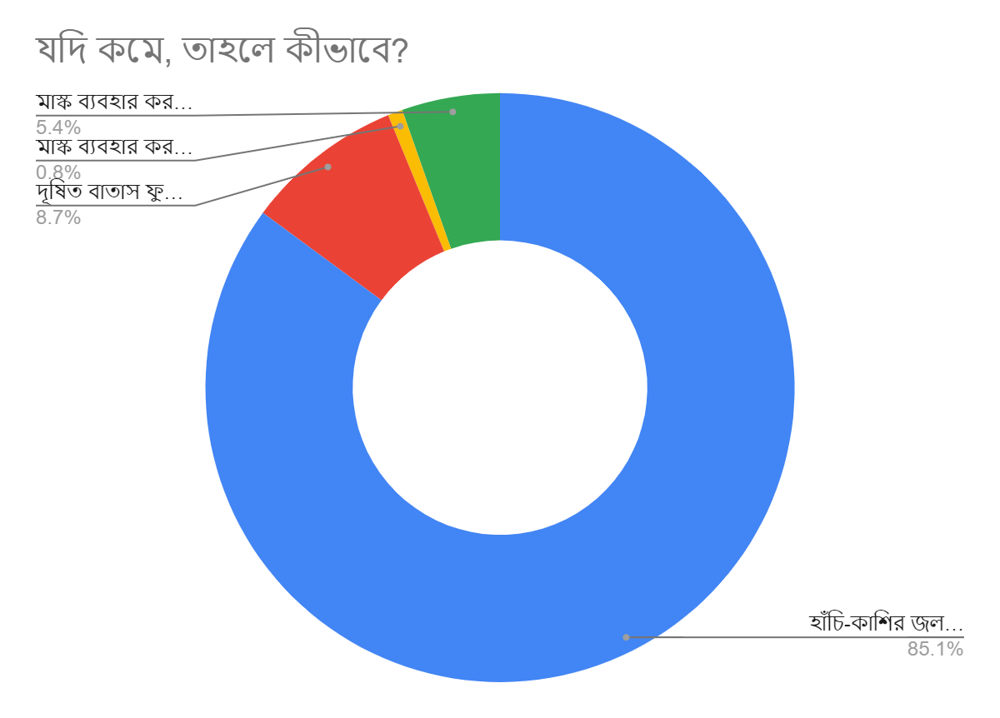 যদি কমে, তাহলে কীভাবে?
মাস্ক ব্যবহার কর…
5.4%
মাস্ক ব্যবহার কর…
0.8%
দূষিত বাতাস ফু…
8.7%
হাঁচি-কাশির জল…
85.1%